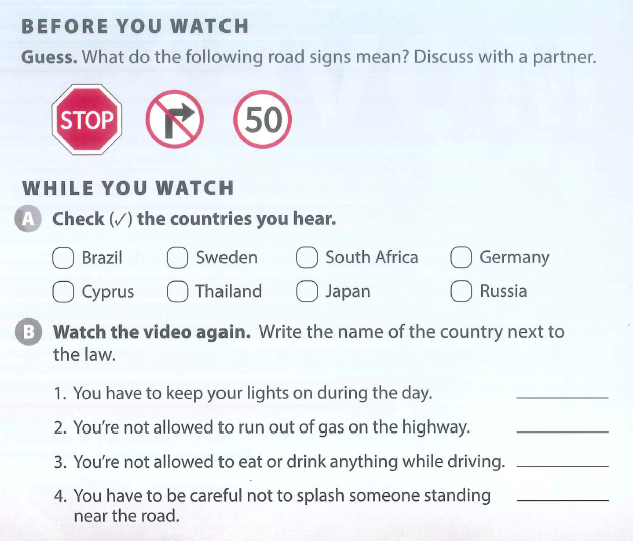 BEFORE YOU WATCH
Guess. What do the following road signs mean? Discuss with a partner.
STOP 50
WHILE YOU WATCH
A Check (✓) the countries you hear.
Brazil Sweden South Africa Germany
Cyprus Thailand Japan Russia
B Watch the video again. Write the name of the country next to
the law.
1. You have to keep your lights on during the day.
2. You're not allowed to run out of gas on the highway.
3. You're not allowed to eat or drink anything while driving.
4. You have to be careful not to splash someone standing
near the road.